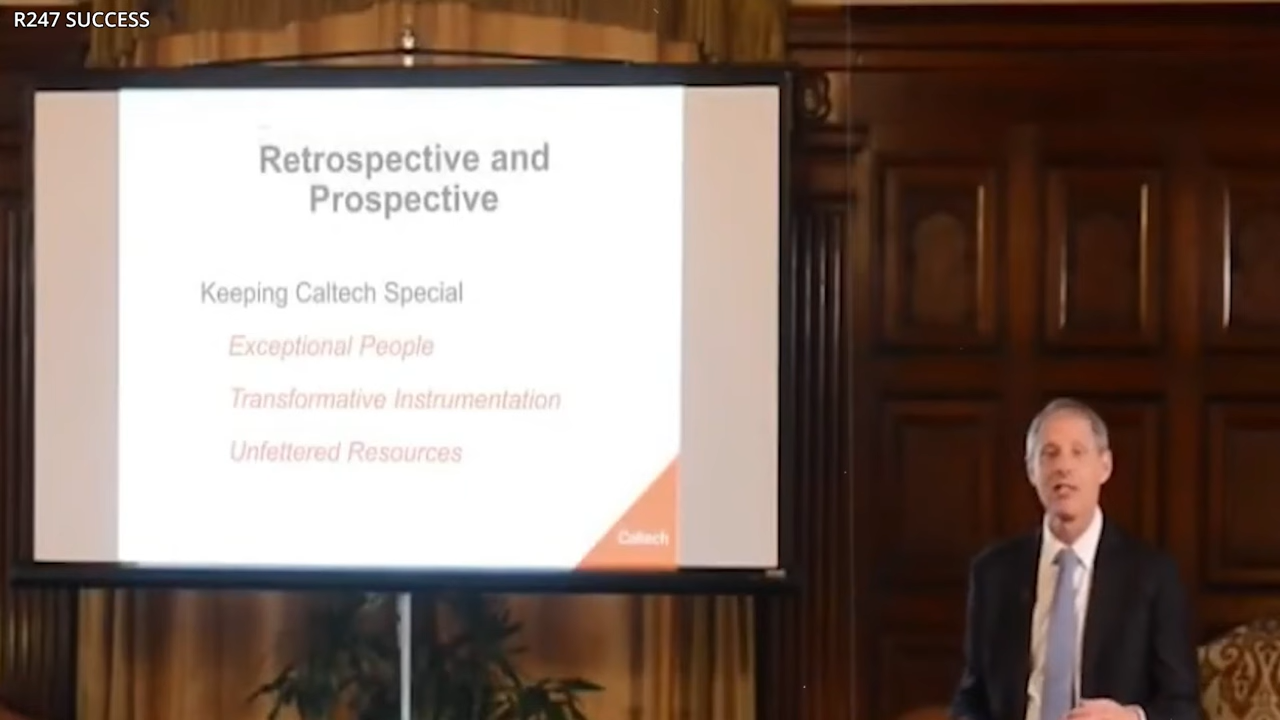 R247 SUCCESS
Retrospective and
Prospective
Keeping Caltech Special
Exceptional People
Transformative Instrumentation
Unfettered Resources
Caltech